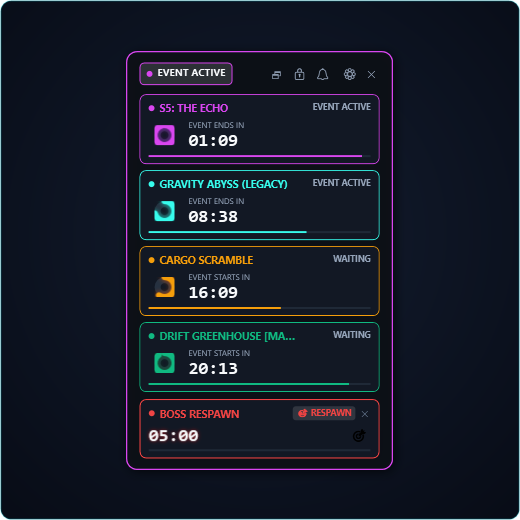 EVENT ACTIVE
S5: THE ECHO EVENT ACTIVE
EVENT ENDS IN
01:09
GRAVITY ABYSS (LEGACY) EVENT ACTIVE
EVENT ENDS IN
08:38
CARGO SCRAMBLE WAITING
EVENT STARTS IN
16:09
DRIFT GREENHOUSE [MA... WAITING
EVENT STARTS IN
20:13
BOSS RESPAWN RESPAWN
05:00